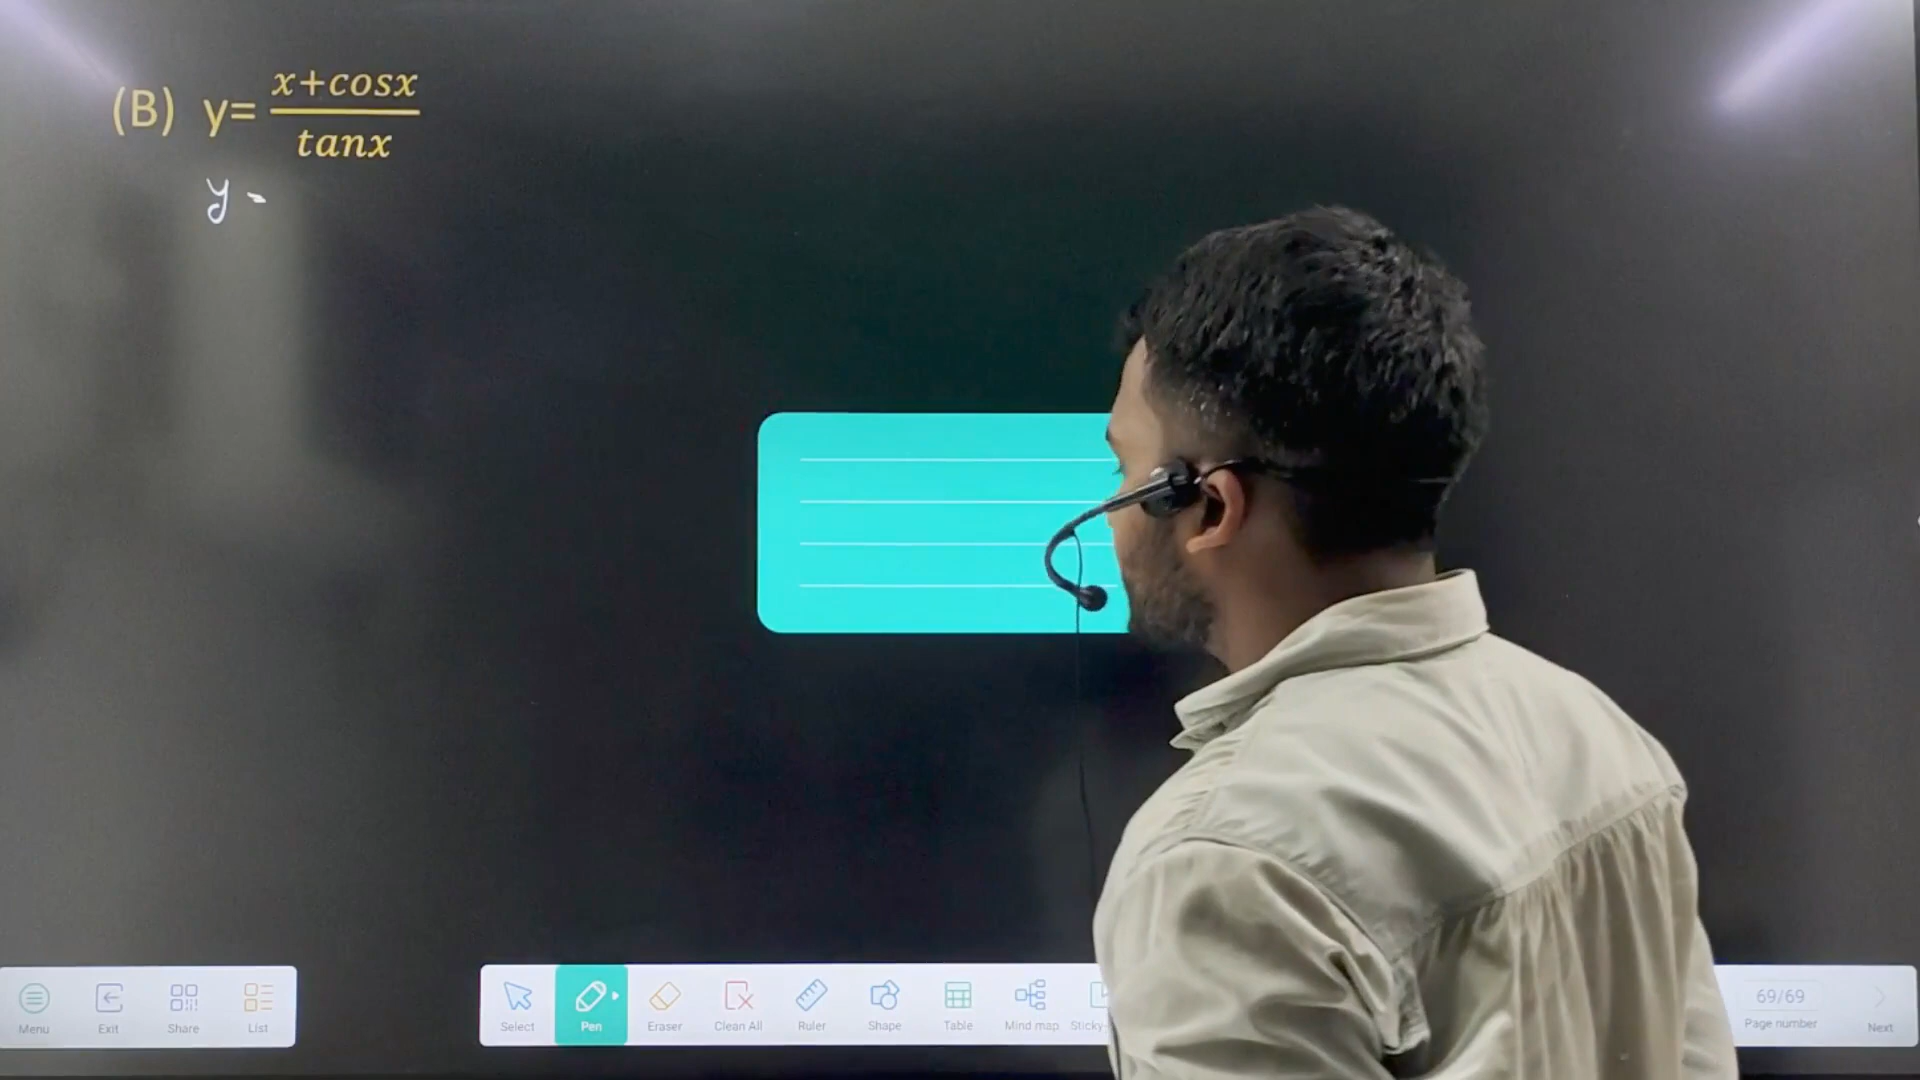 (B) y= x+cosx / tanx
y -
Menu Exit Share List
Select Pen Eraser Clean All Ruler Shape Table Mind map Sticky-
69/69
Page number Next